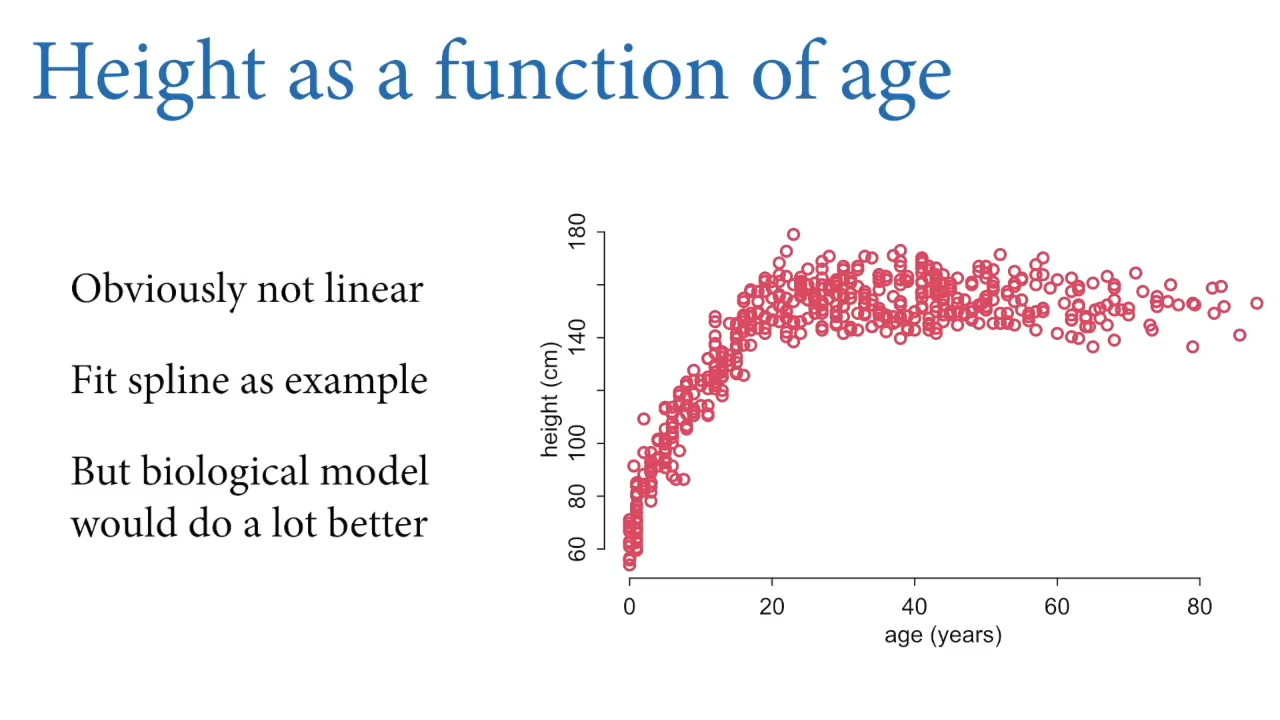 Height as a function of age
Obviously not linear
Fit spline as example
But biological model
would do a lot better
height (cm)
180
140
100
80
60
0 20 40 60 80
age (years)